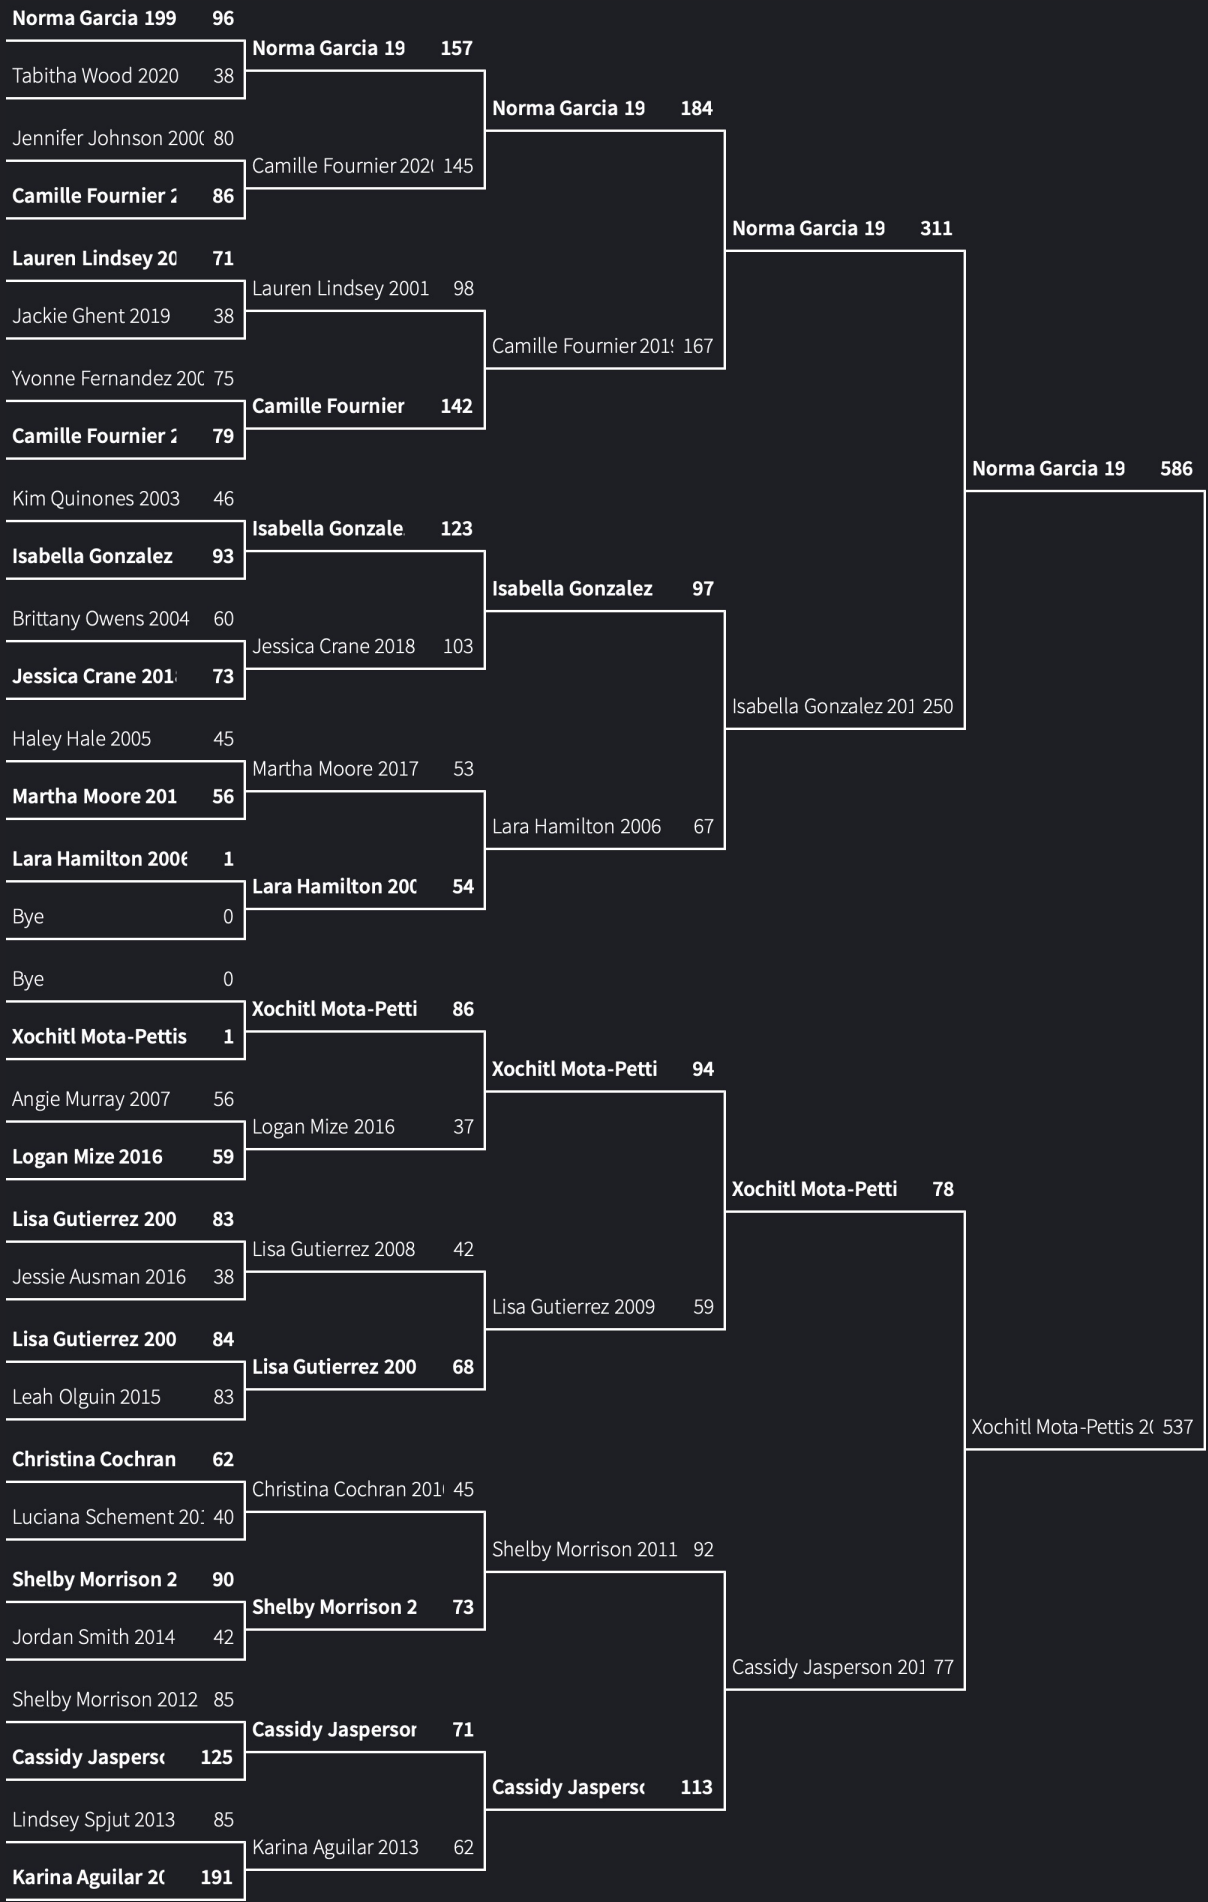 Norma Garcia 199 96
Tabitha Wood 2020 38
Jennifer Johnson 2000 80
Camille Fournier 2 86
Lauren Lindsey 20 71
Jackie Ghent 2019 38
Yvonne Fernandez 200 75
Camille Fournier 2 79
Kim Quinones 2003 46
Isabella Gonzalez 93
Brittany Owens 2004 60
Jessica Crane 201 73
Haley Hale 2005 45
Martha Moore 201 56
Lara Hamilton 2006 1
Bye 0
Bye 0
Xochitl Mota-Pettis 1
Angie Murray 2007 56
Logan Mize 2016 59
Lisa Gutierrez 200 83
Jessie Ausman 2016 38
Lisa Gutierrez 200 84
Leah Olguin 2015 83
Christina Cochran 62
Luciana Schement 201 40
Shelby Morrison 2 90
Jordan Smith 2014 42
Shelby Morrison 2012 85
Cassidy Jasperso 125
Lindsey Spjut 2013 85
Karina Aguilar 20 191
Norma Garcia 19 157
Camille Fournier 2020 145
Lauren Lindsey 2001 98
Camille Fournier 142
Isabella Gonzale 123
Jessica Crane 2018 103
Martha Moore 2017 53
Lara Hamilton 200 54
Xochitl Mota-Petti 86
Logan Mize 2016 37
Lisa Gutierrez 2008 42
Lisa Gutierrez 200 68
Christina Cochran 2010 45
Shelby Morrison 2 73
Cassidy Jasperson 71
Karina Aguilar 2013 62
Norma Garcia 19 184
Camille Fournier 2019 167
Isabella Gonzalez 97
Lara Hamilton 2006 67
Xochitl Mota-Petti 94
Lisa Gutierrez 2009 59
Shelby Morrison 2011 92
Cassidy Jasperso 113
Norma Garcia 19 311
Isabella Gonzalez 201 250
Xochitl Mota-Petti 78
Cassidy Jasperson 201 77
Norma Garcia 19 586
Xochitl Mota-Pettis 20 537